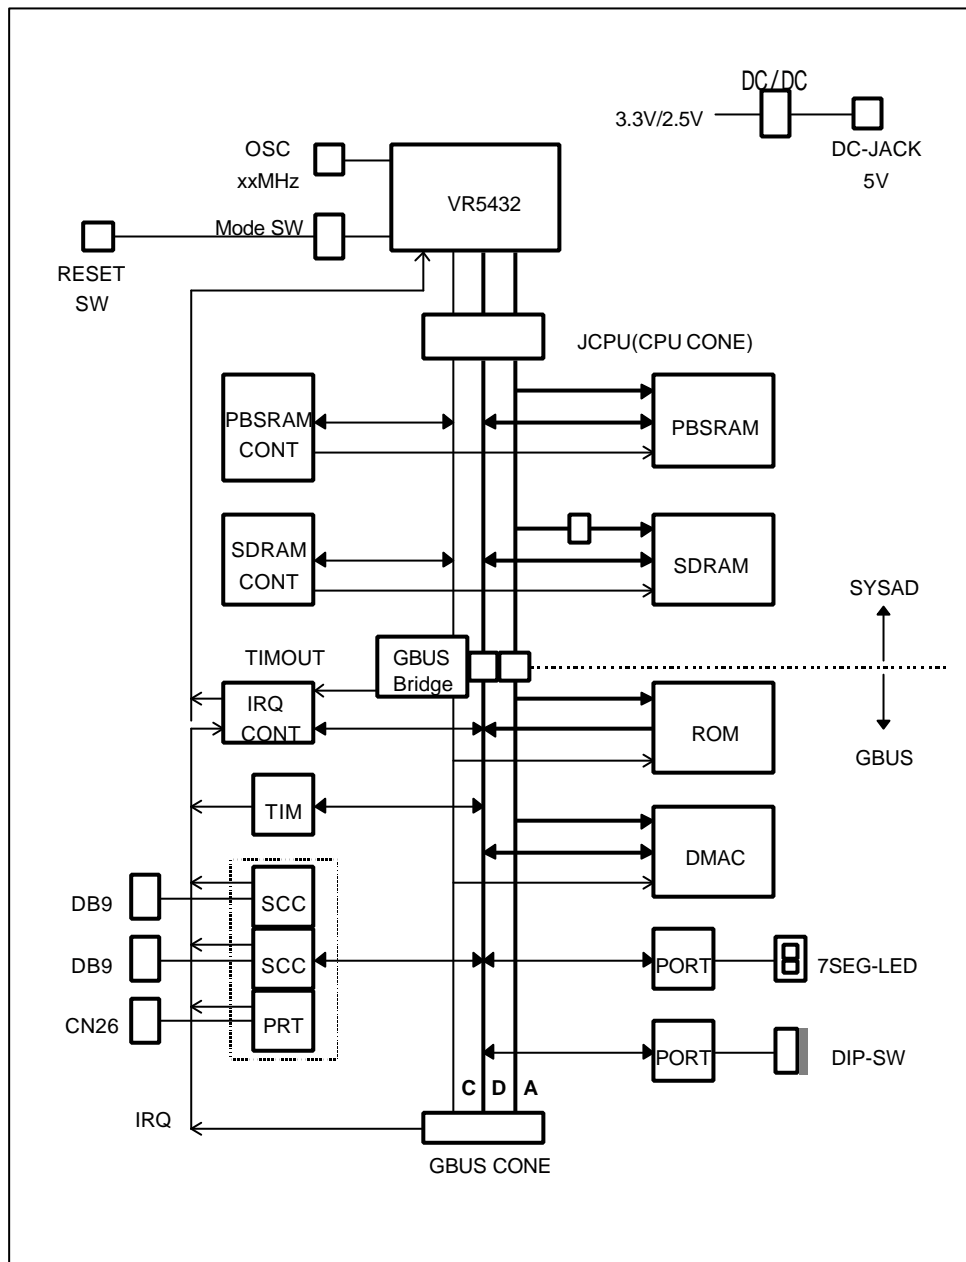 DC/DC
3.3V/2.5V
DC-JACK
5V
OSC
xxMHz
VR5432
Mode SW
RESET
SW
JCPU(CPU CONE)
PBSRAM
CONT
PBSRAM
SDRAM
CONT
SDRAM
SYSAD
TIMOUT
GBUS
Bridge
IRQ
CONT
ROM
GBUS
TIM
DMAC
DB9
SCC
DB9
SCC
PORT
7SEG-LED
CN26
PRT
PORT
DIP-SW
C D A
IRQ
GBUS CONE